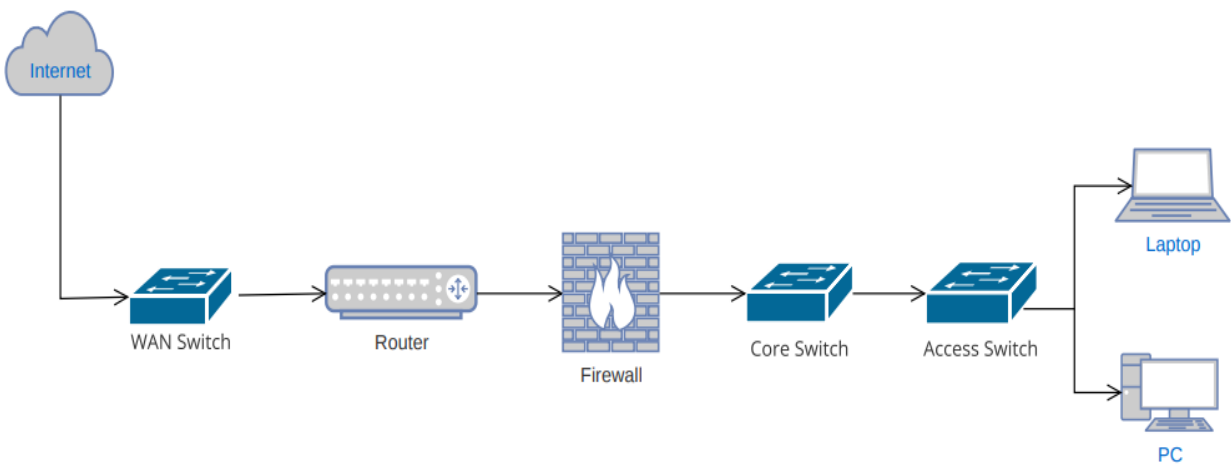 Internet
WAN Switch
Router
Firewall
Core Switch
Access Switch
Laptop
PC